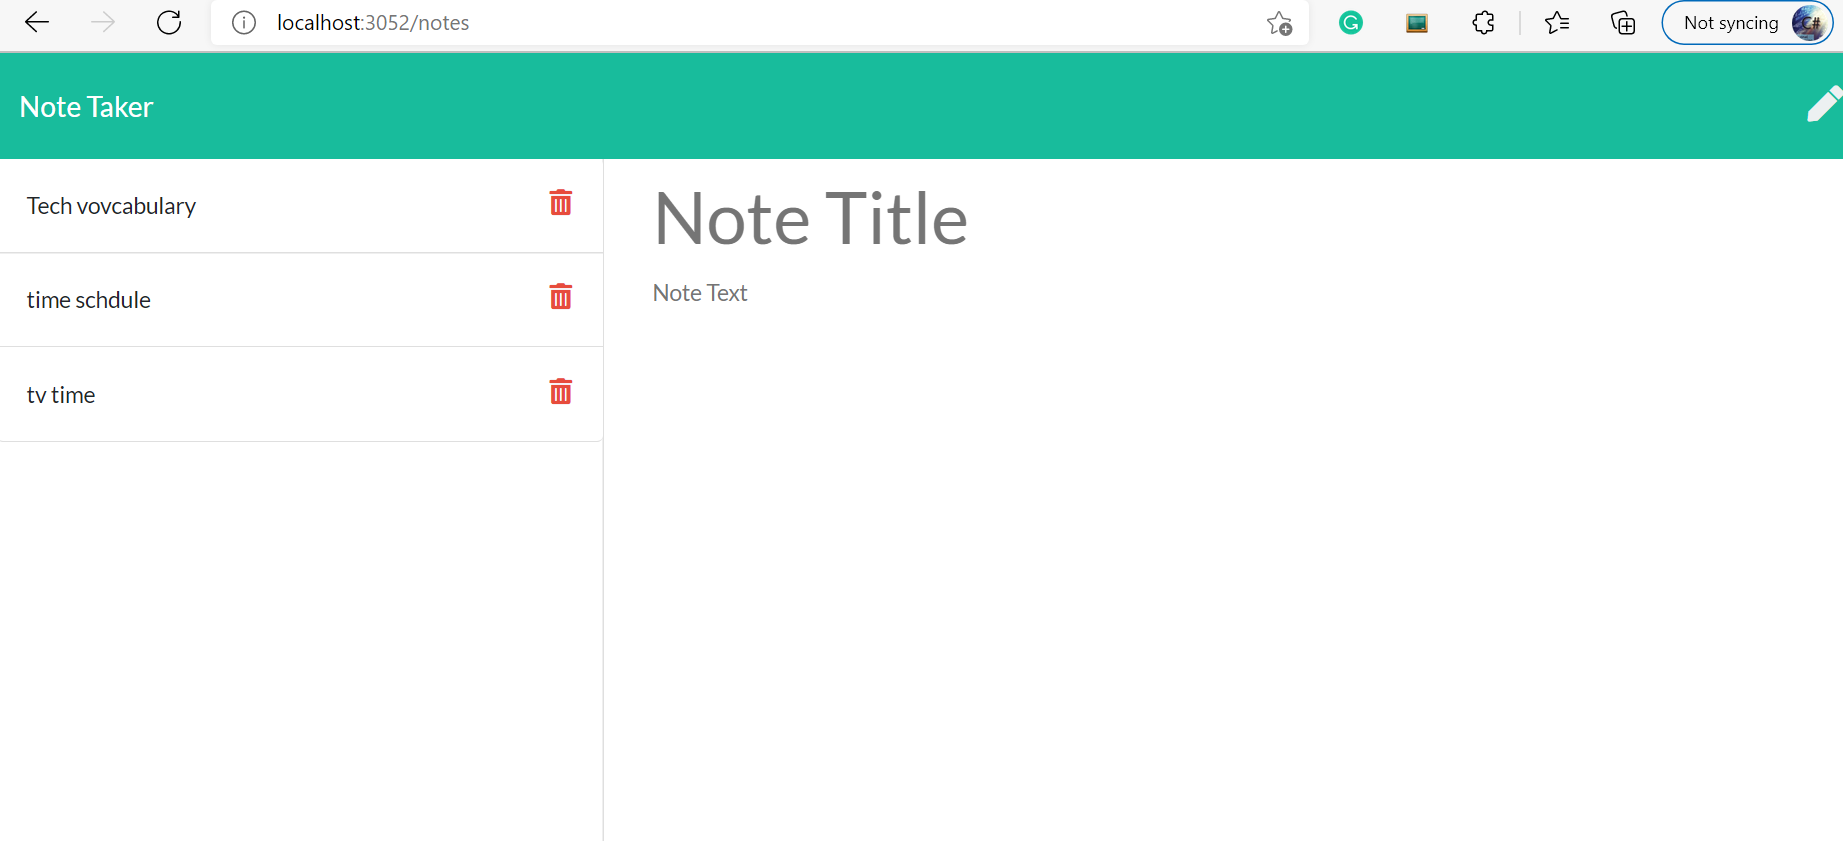 localhost:3052/notes
Not syncing
C#
Note Taker
Tech vovcabulary
time schdule
tv time
Note Title
Note Text